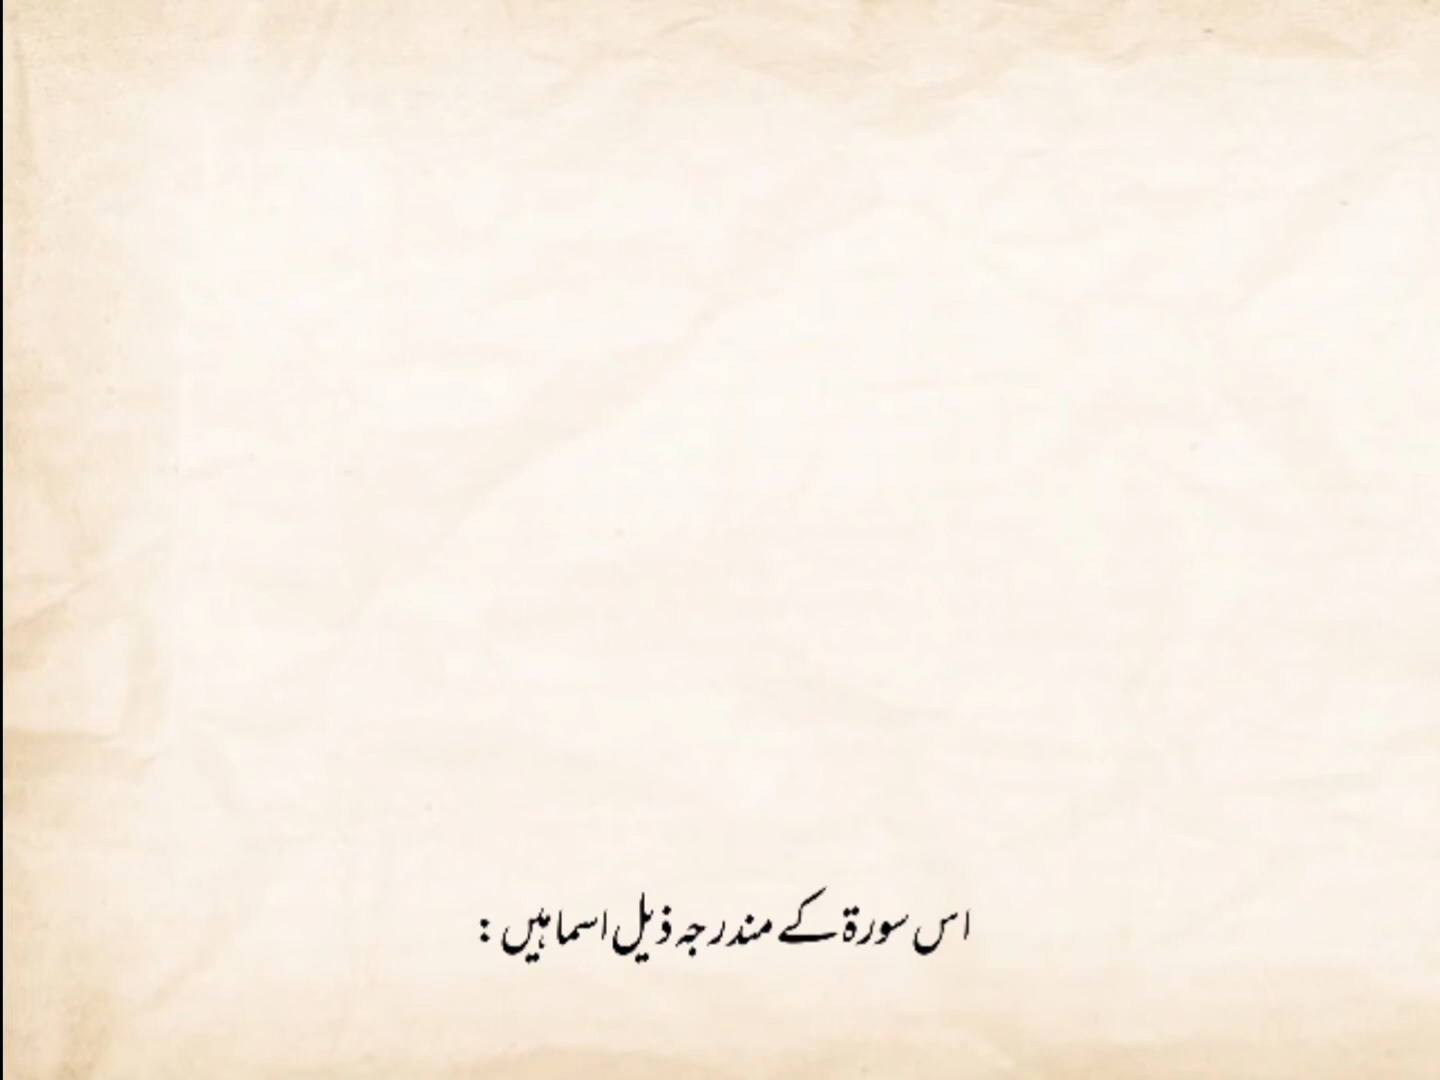 اس سورۃ کے مندرجہ ذیل اسما ہیں :